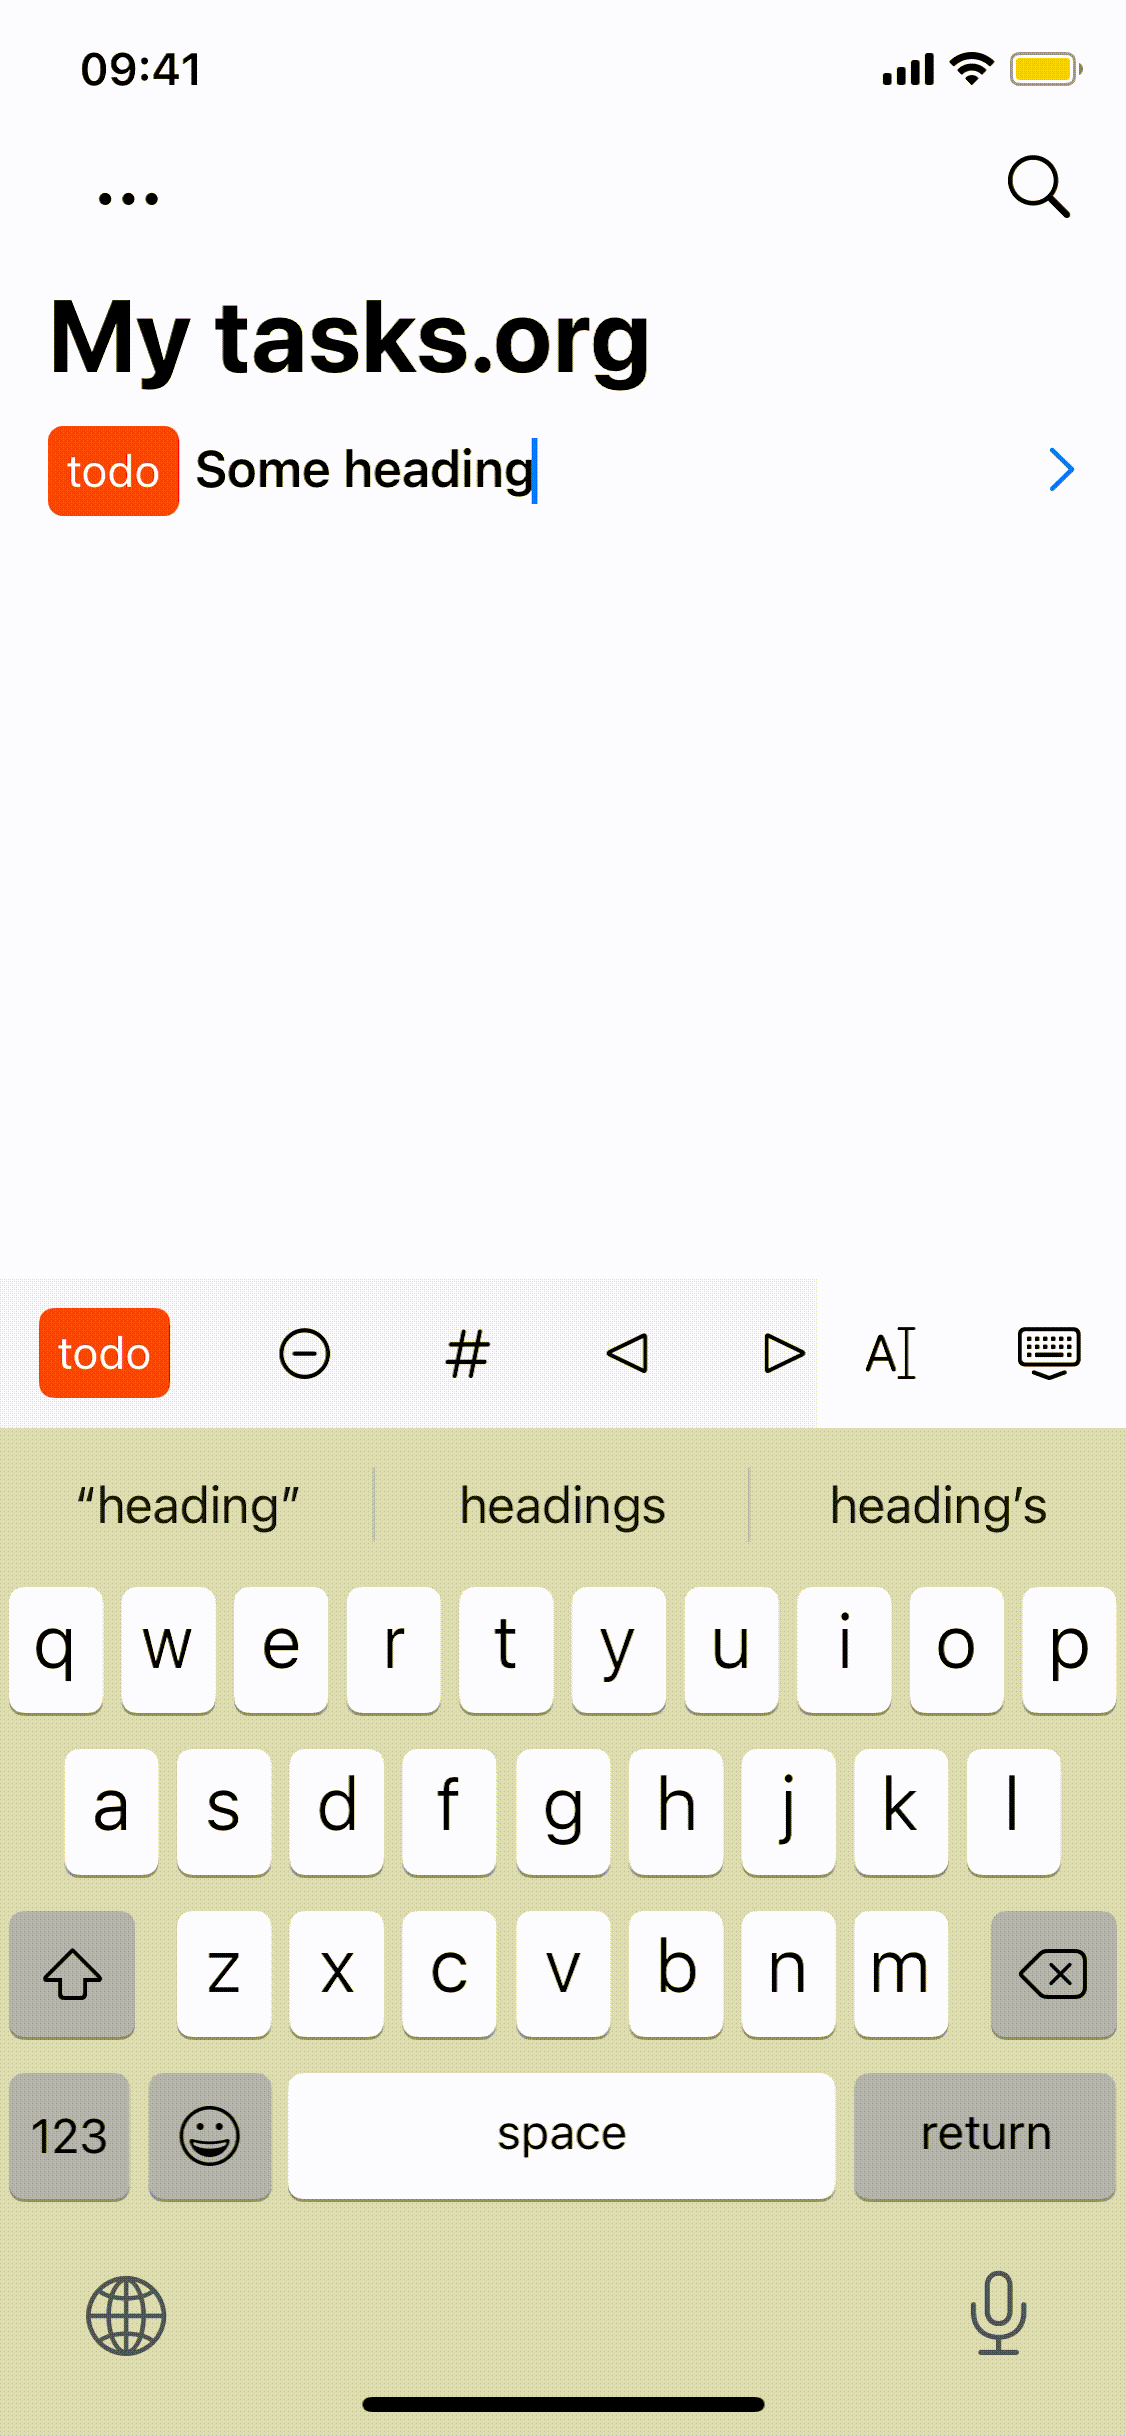 09:41
My tasks.org
todo Some heading
todo # A
“heading” headings heading’s
q w e r t y u i o p
a s d f g h j k l
z x c v b n m
123 space return